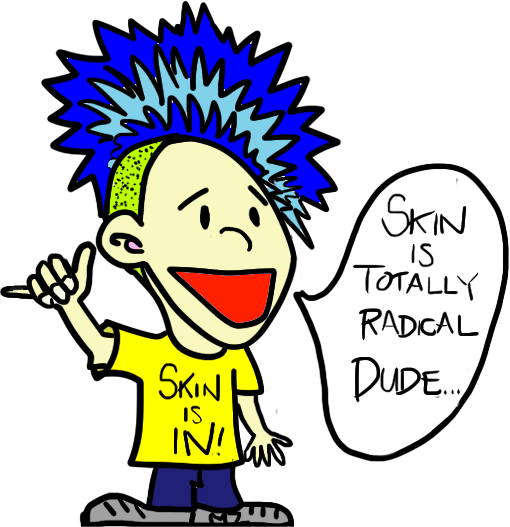 SKIN
IS
TOTALLY
RADICAL
DUDE...
SKIN
IS
IN!